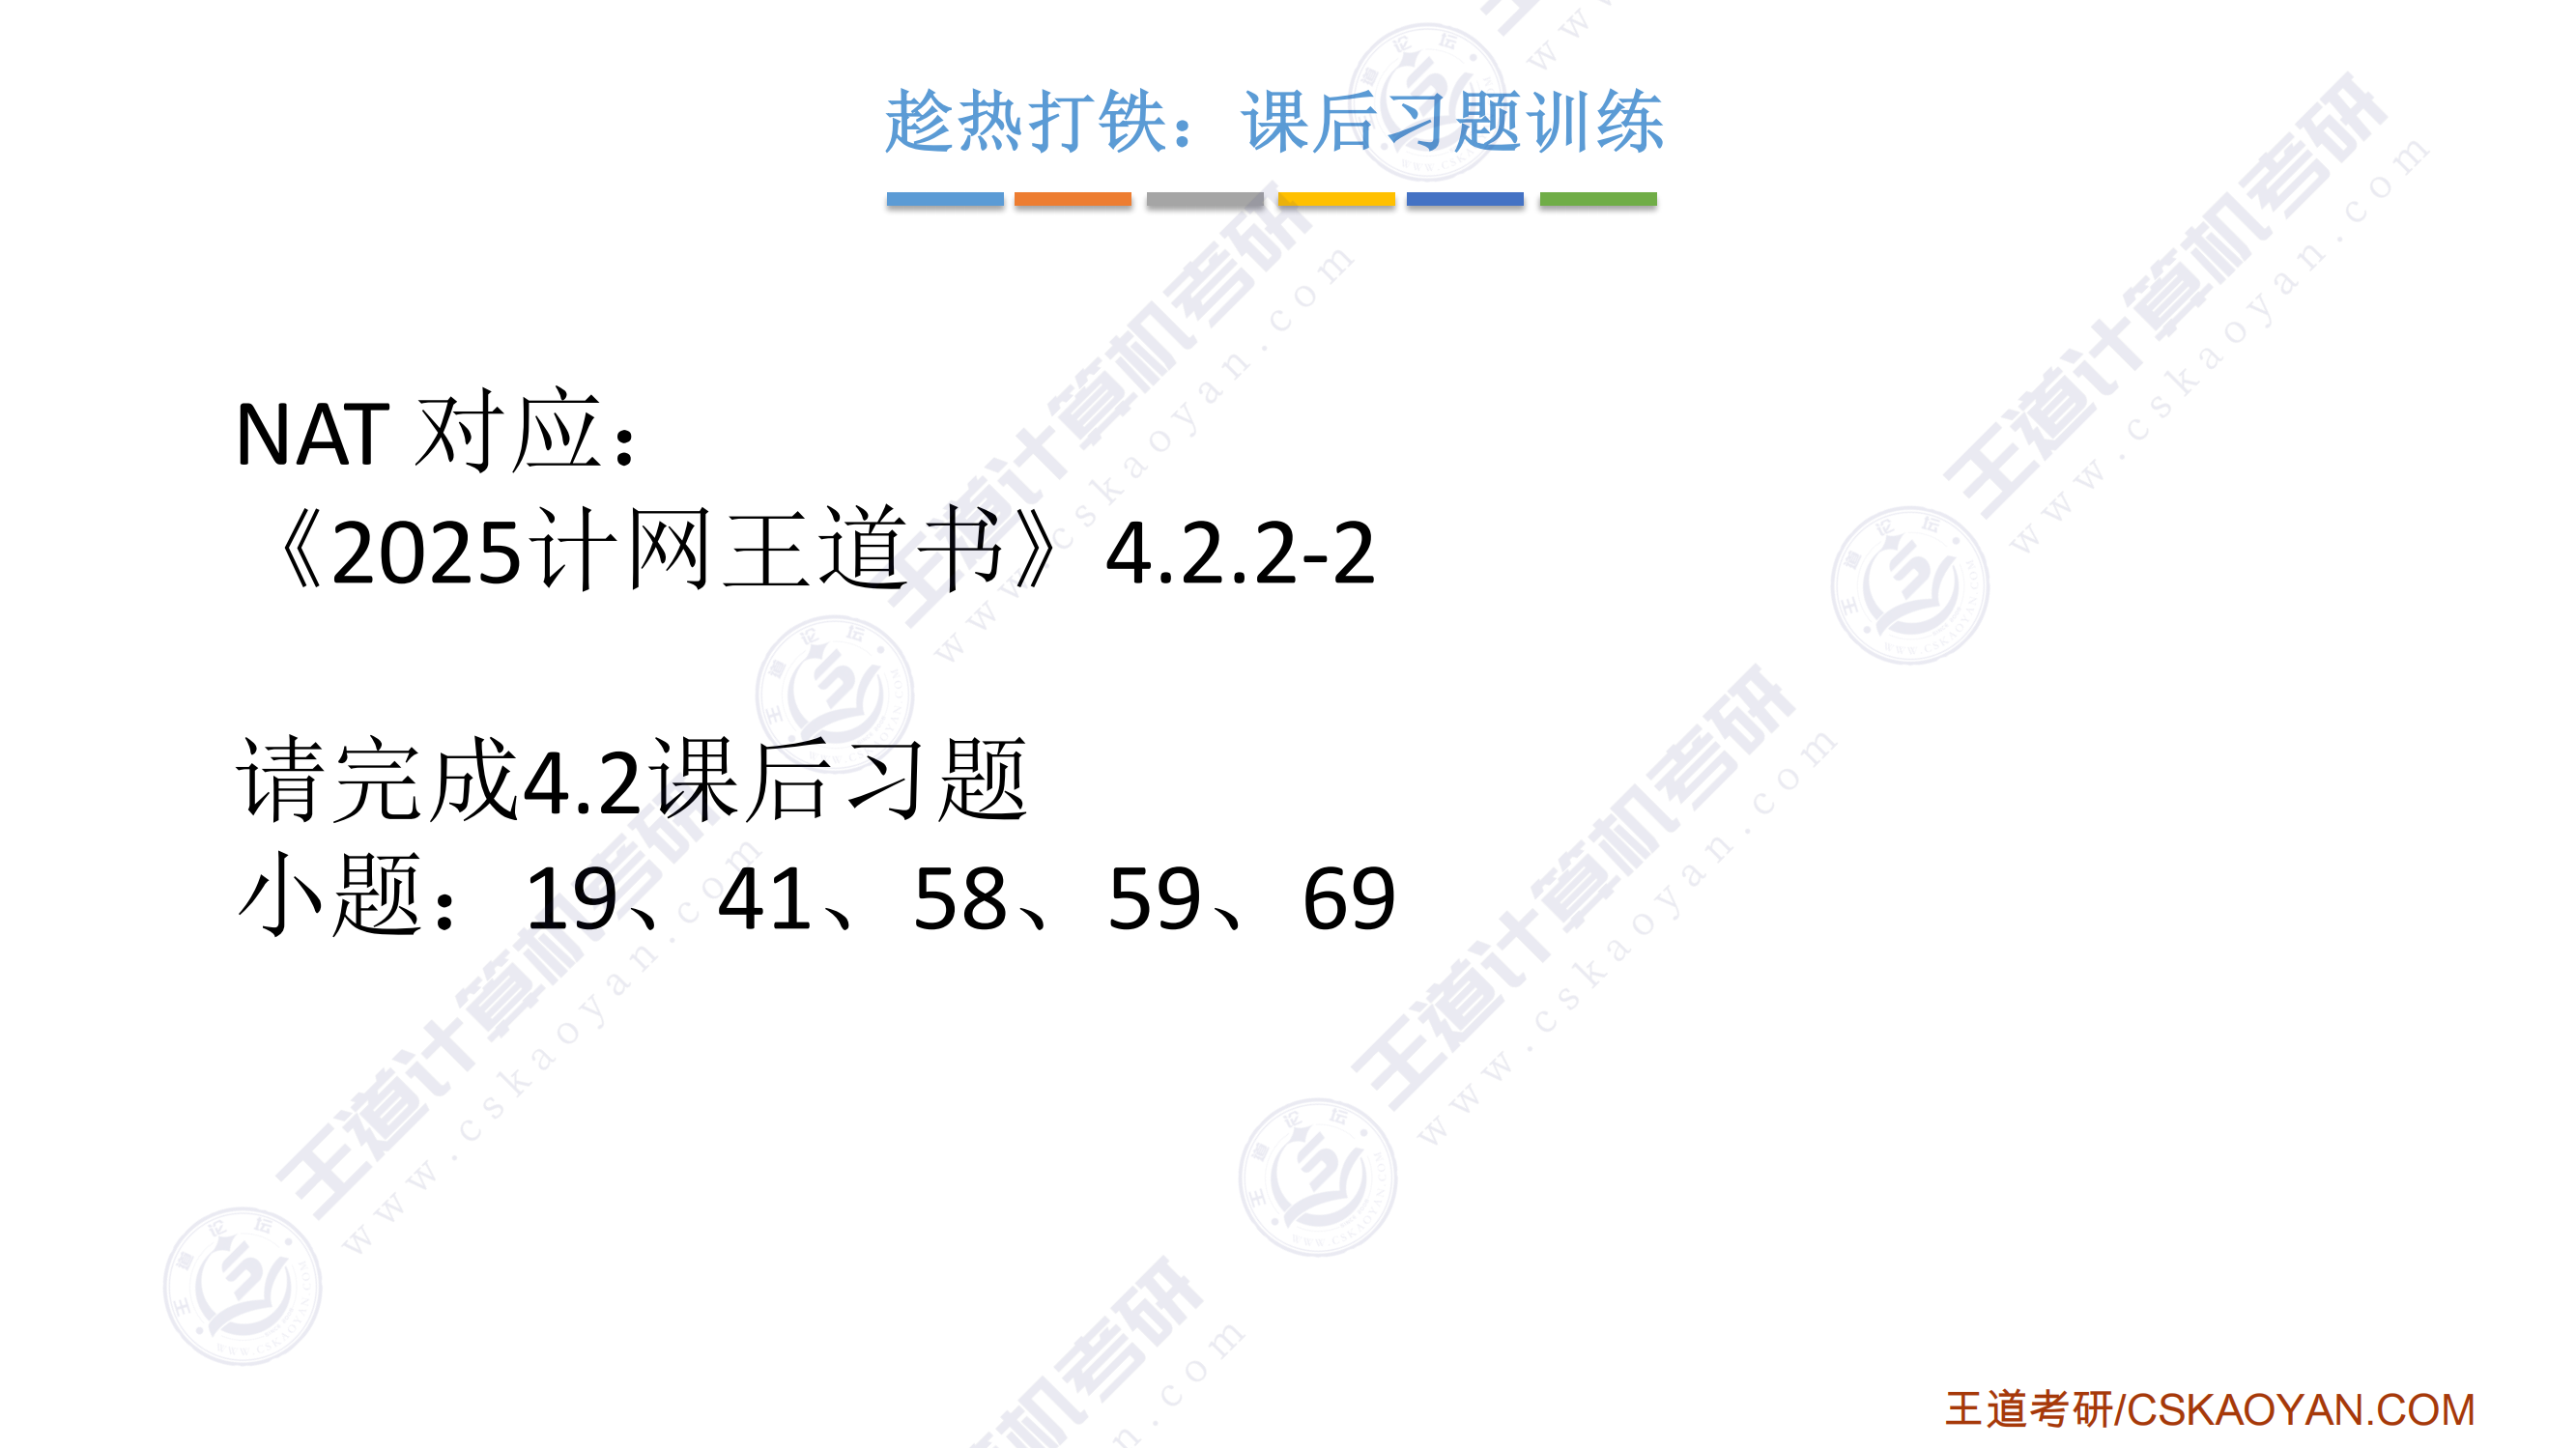 趁热打铁：课后习题训练
NAT 对应：
《2025计网王道书》4.2.2-2
请完成4.2课后习题
小题：19、41、58、59、69
王道计算机考研
www.cskaoyan.com
王道考研/CSKAOYAN.COM